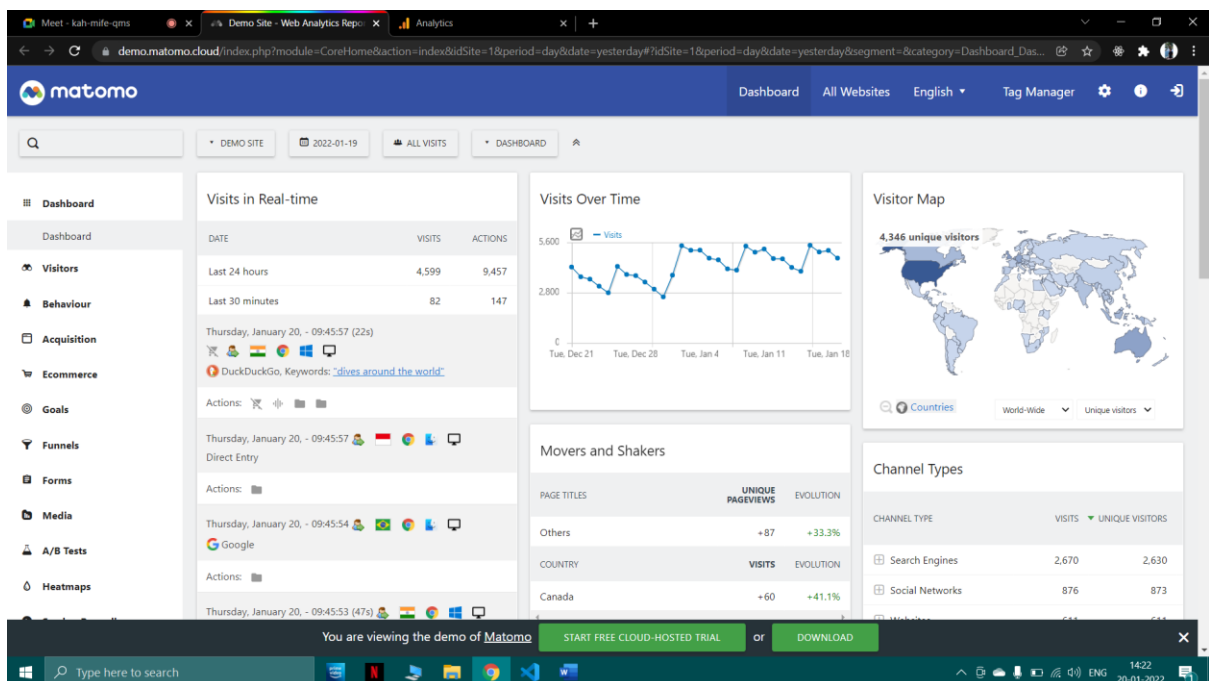 Meet - kah-mife-qms
Demo Site - Web Analytics Repor
Analytics
demo.matomo.cloud/index.php?module=CoreHome&action=index&idSite=1&period=day&date=yesterday#?idSite=1&period=day&date=yesterday&segment=&category=Dashboard_Das...
matomo
Dashboard All Websites English Tag Manager
DEMO SITE 2022-01-19 ALL VISITS DASHBOARD
Dashboard
Dashboard
Visitors
Behaviour
Acquisition
Ecommerce
Goals
Funnels
Forms
Media
A/B Tests
Heatmaps
Visits in Real-time
DATE VISITS ACTIONS
Last 24 hours 4,599 9,457
Last 30 minutes 82 147
Thursday, January 20, - 09:45:57 (22s)
DuckDuckGo, Keywords: "dives around the world"
Actions:
Thursday, January 20, - 09:45:57
Direct Entry
Actions:
Thursday, January 20, - 09:45:54
Google
Actions:
Thursday, January 20, - 09:45:53 (47s)
Visits Over Time
Visits
5,600
2,800
0
Tue, Dec 21 Tue, Dec 28 Tue, Jan 4 Tue, Jan 11 Tue, Jan 18
Movers and Shakers
PAGE TITLES UNIQUE PAGEVIEWS EVOLUTION
Others +87 +33.3%
COUNTRY VISITS EVOLUTION
Canada +60 +41.1%
Visitor Map
4,346 unique visitors
Countries World-Wide Unique visitors
Channel Types
CHANNEL TYPE VISITS UNIQUE VISITORS
Search Engines 2,670 2,630
Social Networks 876 873
You are viewing the demo of Matomo START FREE CLOUD-HOSTED TRIAL or DOWNLOAD
Type here to search
ENG
14:22
20-01-2022